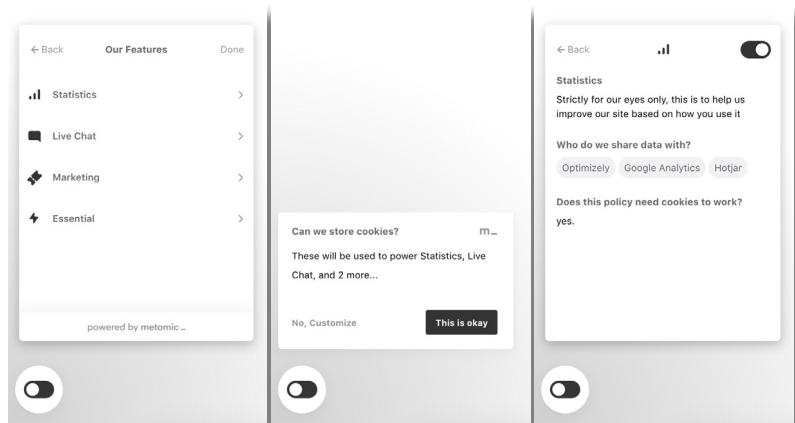 ← Back Our Features Done
Statistics
Live Chat
Marketing
Essential
powered by metomic
Can we store cookies? m_
These will be used to power Statistics, Live
Chat, and 2 more...
No, Customize This is okay
← Back
Statistics
Strictly for our eyes only, this is to help us
improve our site based on how you use it
Who do we share data with?
Optimizely Google Analytics Hotjar
Does this policy need cookies to work?
yes.